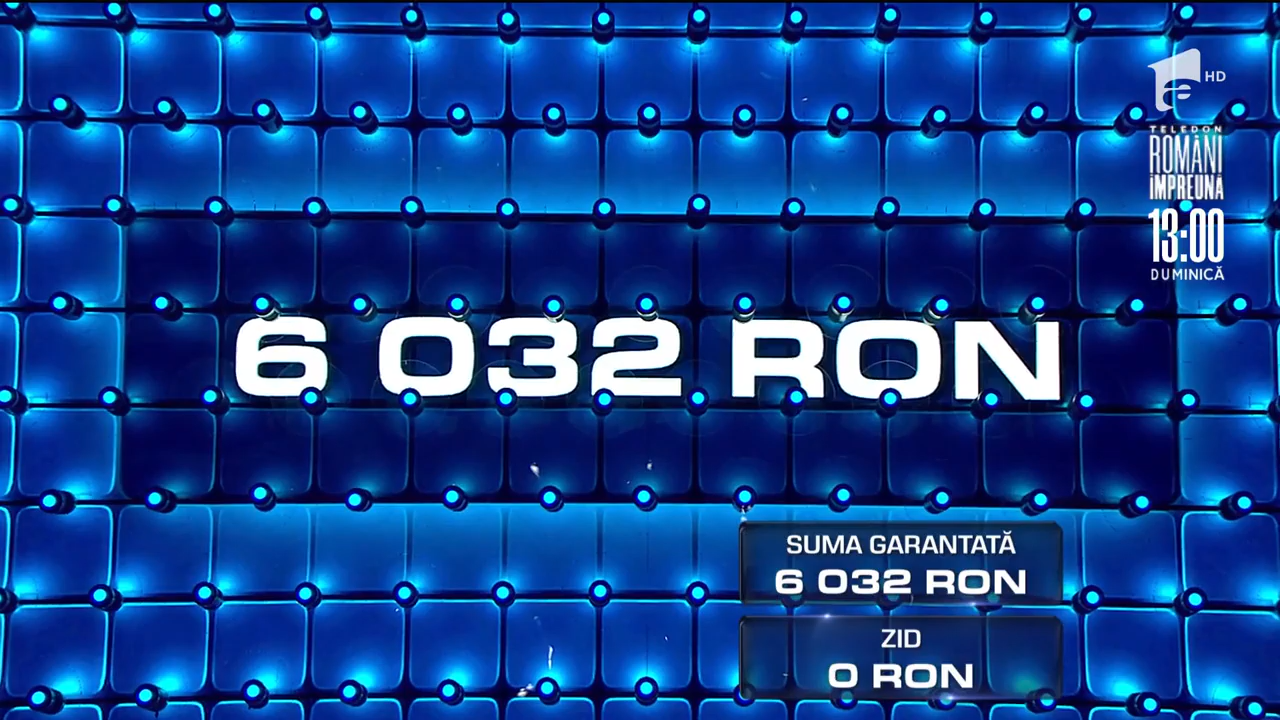 HD
TELEDON
ROMÂNI
ÎMPREUNĂ
13:00
DUMINICĂ
6 032 RON
SUMA GARANTATĂ
6 032 RON
ZID
0 RON